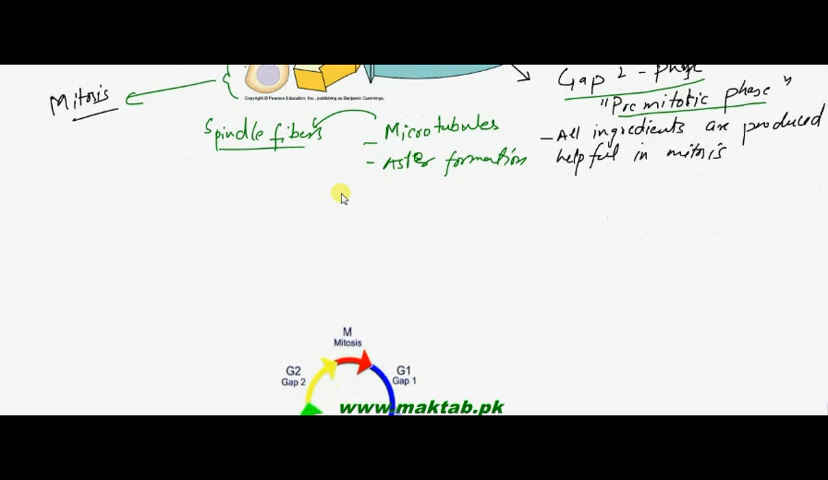 Gap 2 - phase
Mitosis
Copyright © Pearson Education, Inc., publishing as Benjamin Cummings.
"Pre mitotic phase"
Spindle fibers
- Microtubules
- Aster formation
- All ingredients are produced
helpful in mitosis
M
Mitosis
G2
Gap 2
G1
Gap 1
www.maktab.pk